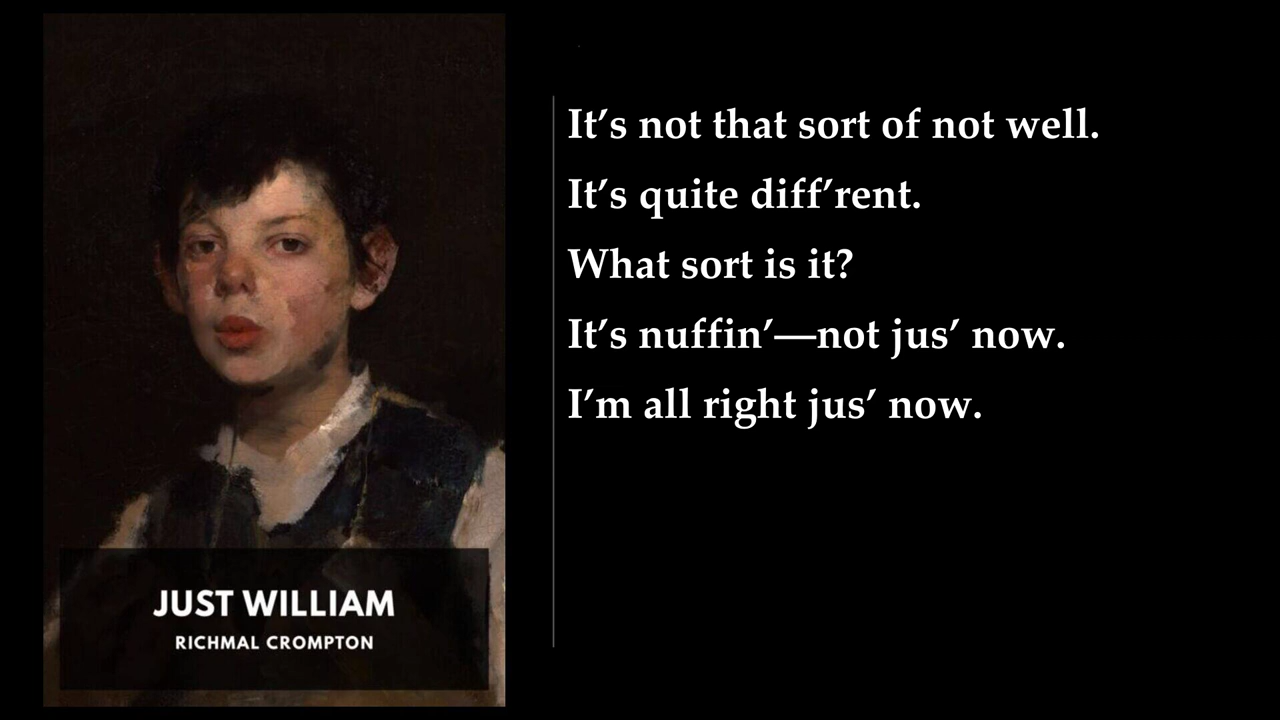 It’s not that sort of not well.
It’s quite diff’rent.
What sort is it?
It’s nuffin’—not jus’ now.
I’m all right jus’ now.
JUST WILLIAM
RICHMAL CROMPTON